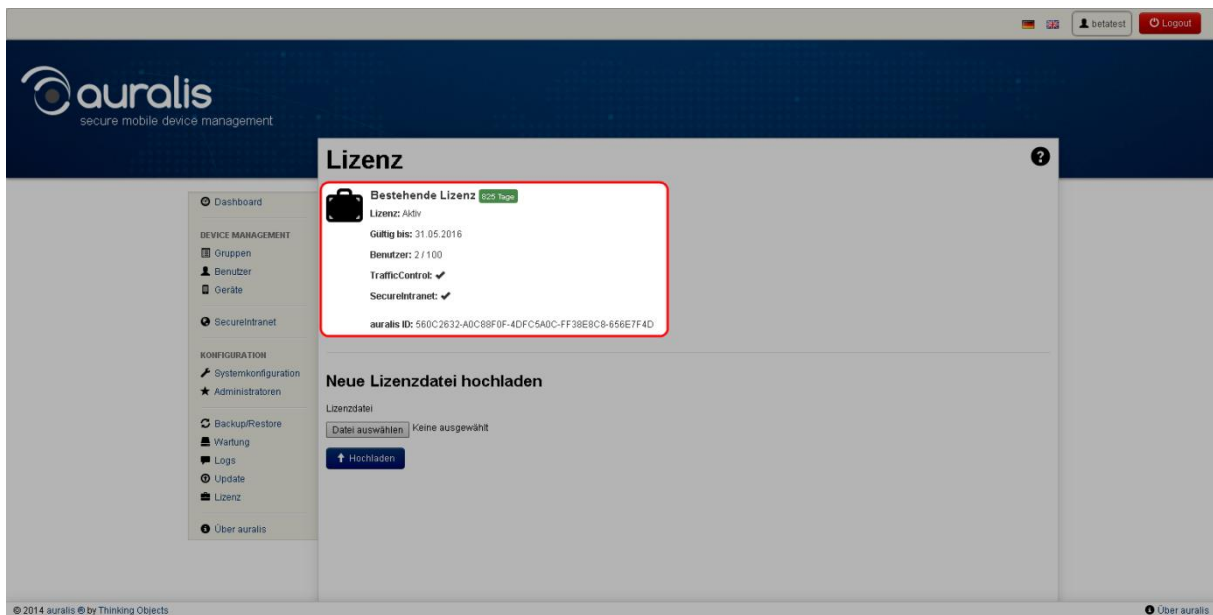 betatest
Logout
auralis
secure mobile device management
Lizenz
Dashboard
DEVICE MANAGEMENT
Gruppen
Benutzer
Geräte
SecureIntranet
KONFIGURATION
Systemkonfiguration
Administratoren
Backup/Restore
Wartung
Logs
Update
Lizenz
Über auralis
Bestehende Lizenz 825 Tage
Lizenz: Aktiv
Gültig bis: 31.05.2016
Benutzer: 2 / 100
TrafficControl: ✔
SecureIntranet: ✔
auralis ID: 560C2632-A0C88F0F-4DFC5A0C-FF38E8C8-656E7F4D
Neue Lizenzdatei hochladen
Lizenzdatei
Datei auswählen Keine ausgewählt
Hochladen
© 2014 auralis ® by Thinking Objects
Über auralis